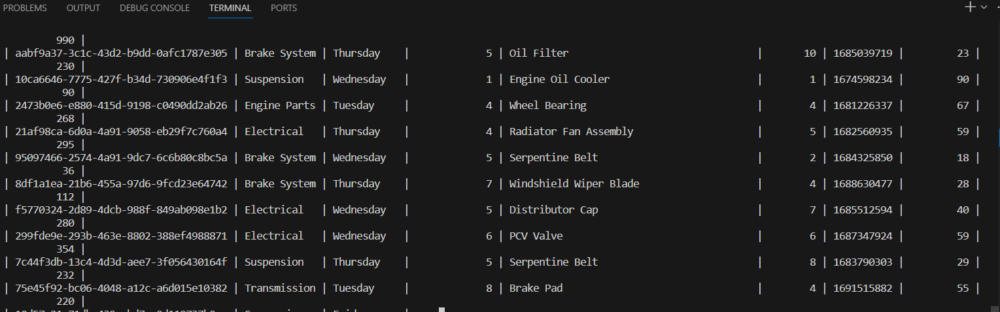 PROBLEMS OUTPUT DEBUG CONSOLE TERMINAL PORTS
990 |
| aabf9a37-3c1c-43d2-b9dd-0afc1787e305 | Brake System | Thursday | 5 | Oil Filter | 10 | 1685039719 | 23 |
230 |
| 10ca6646-7775-427f-b34d-730906e4f1f3 | Suspension | Wednesday | 1 | Engine Oil Cooler | 1 | 1674598234 | 90 |
90 |
| 2473b0e6-e880-415d-9198-c0490dd2ab26 | Engine Parts | Tuesday | 4 | Wheel Bearing | 4 | 1681226337 | 67 |
268 |
| 21af98ca-6d0a-4a91-9058-eb29f7c760a4 | Electrical | Thursday | 4 | Radiator Fan Assembly | 5 | 1682560935 | 59 |
295 |
| 95097466-2574-4a91-9dc7-6c6b80c8bc5a | Brake System | Wednesday | 5 | Serpentine Belt | 2 | 1684325850 | 18 |
36 |
| 8df1a1ea-21b6-455a-97d6-9fcd23e64742 | Brake System | Thursday | 7 | Windshield Wiper Blade | 4 | 1688630477 | 28 |
112 |
| f5770324-2d89-4dcb-988f-849ab098e1b2 | Electrical | Wednesday | 5 | Distributor Cap | 7 | 1685512594 | 40 |
280 |
| 299fde9e-293b-463e-8802-388ef4988871 | Electrical | Wednesday | 6 | PCV Valve | 6 | 1687347924 | 59 |
354 |
| 7c44f3db-13c4-4d3d-aee7-3f056430164f | Suspension | Thursday | 5 | Serpentine Belt | 8 | 1683790303 | 29 |
232 |
| 75e45f92-bc06-4048-a12c-a6d015e10382 | Transmission | Tuesday | 8 | Brake Pad | 4 | 1691515882 | 55 |
220 |